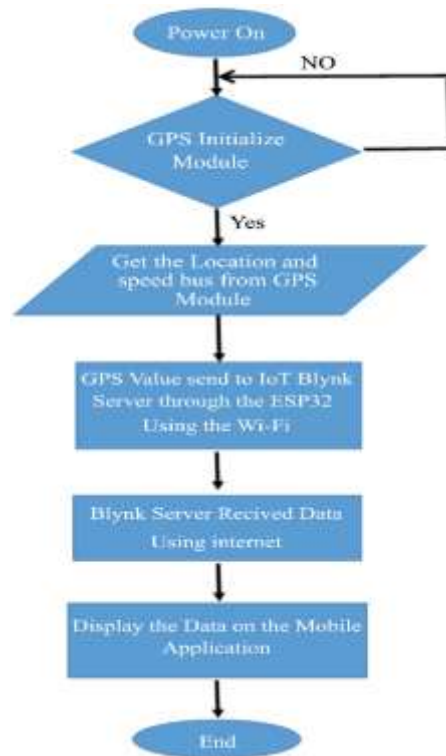 Power On
NO
GPS Initialize
Module
Yes
Get the Location and
speed bus from GPS
Module
GPS Value send to IoT Blynk
Server through the ESP32
Using the Wi-Fi
Blynk Server Recived Data
Using internet
Display the Data on the Mobile
Application
End